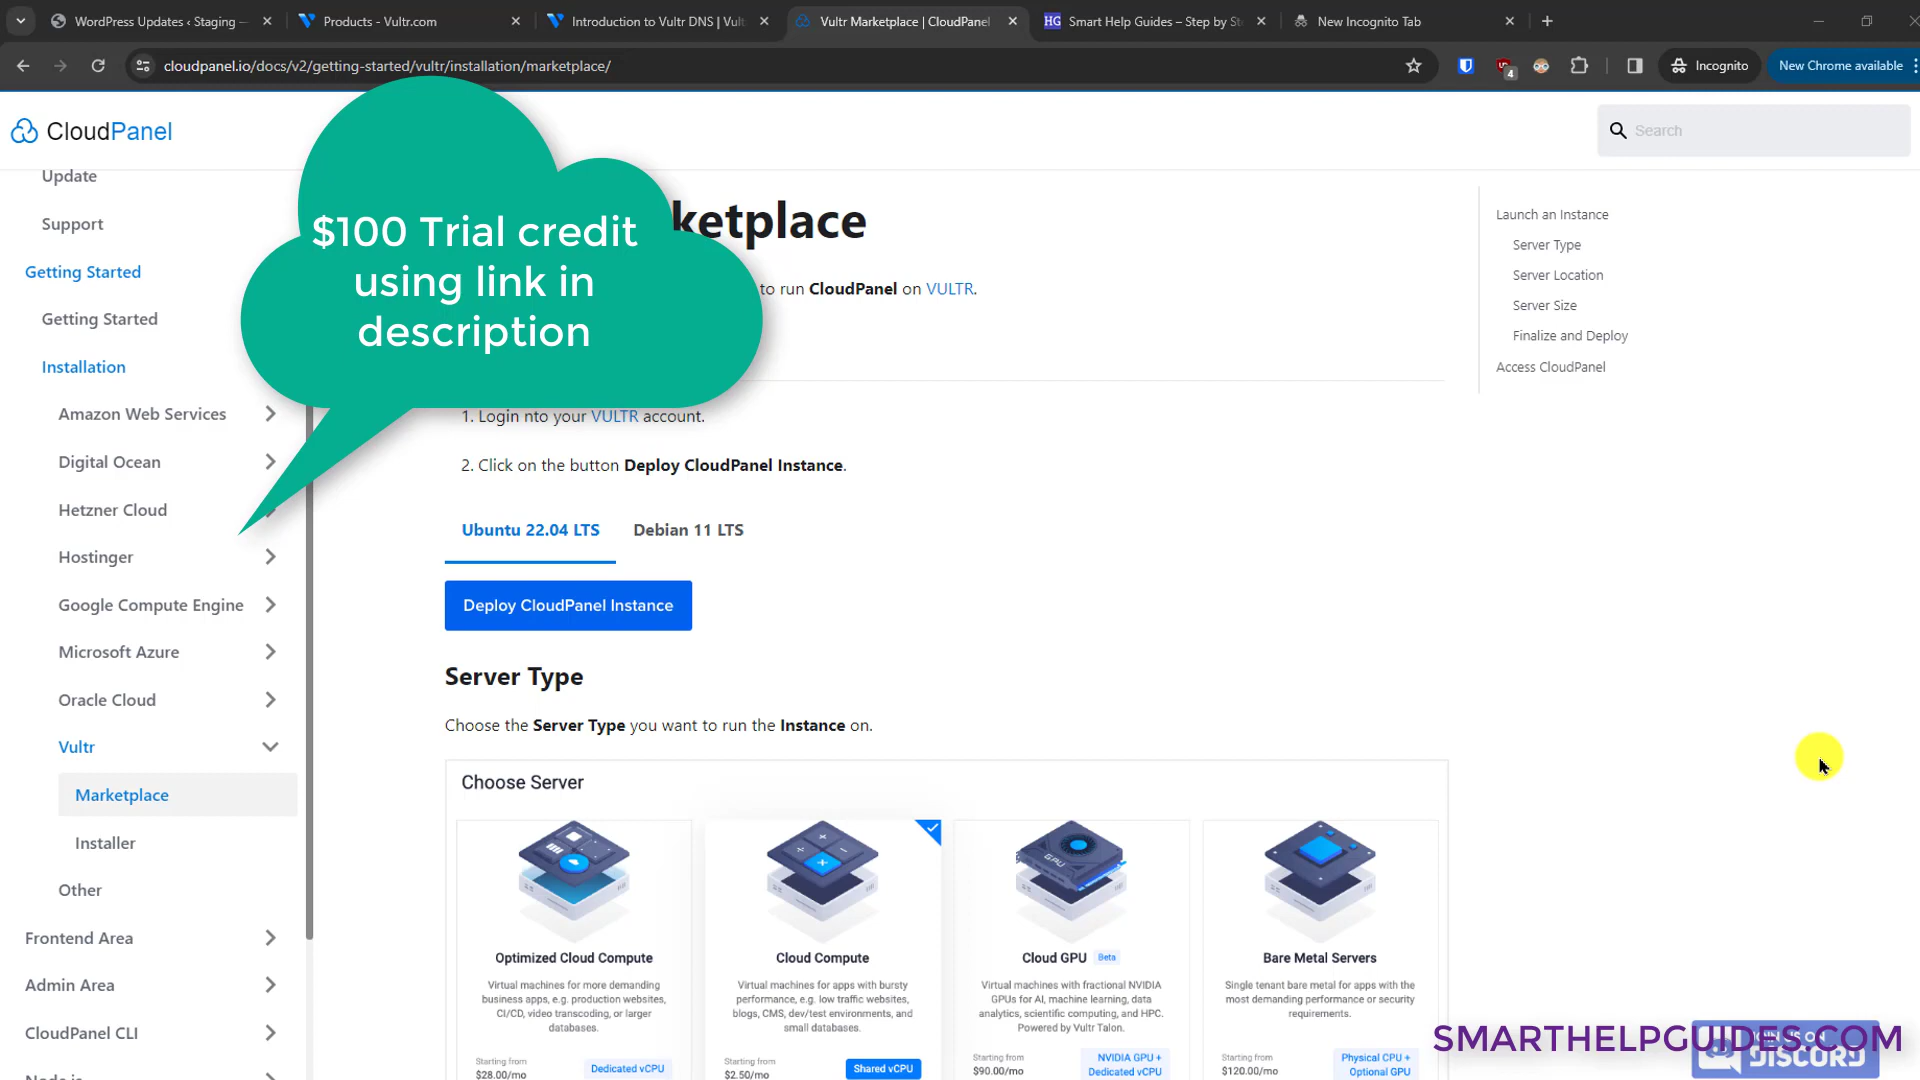 WordPress Updates ‹ Staging —
Products - Vultr.com
Introduction to Vultr DNS | Vult
Vultr Marketplace | CloudPanel
HG Smart Help Guides – Step by St
New Incognito Tab
cloudpanel.io/docs/v2/getting-started/vultr/installation/marketplace/
4
Incognito
New Chrome available
CloudPanel
Search
Update
Support
Getting Started
Getting Started
Installation
Amazon Web Services
Digital Ocean
Hetzner Cloud
Hostinger
Google Compute Engine
Microsoft Azure
Oracle Cloud
Vultr
Marketplace
Installer
Other
Frontend Area
Admin Area
CloudPanel CLI
$100 Trial credit
using link in
description
ketplace
to run CloudPanel on VULTR.
1. Login nto your VULTR account.
2. Click on the button Deploy CloudPanel Instance.
Ubuntu 22.04 LTS
Debian 11 LTS
Deploy CloudPanel Instance
Server Type
Choose the Server Type you want to run the Instance on.
Choose Server
Optimized Cloud Compute
Virtual machines for more demanding
business apps, e.g. production websites,
CI/CD, video transcoding, or larger
databases.
Starting from
$28.00/mo
Dedicated vCPU
Cloud Compute
Virtual machines for apps with bursty
performance, e.g. low traffic websites,
blogs, CMS, dev/test environments, and
small databases.
Starting from
$2.50/mo
Shared vCPU
GPU
Cloud GPU Beta
Virtual machines with fractional NVIDIA
GPUs for AI, machine learning, data
analytics, scientific computing, and HPC.
Powered by Vultr Talon.
Starting from
$90.00/mo
NVIDIA GPU +
Dedicated vCPU
Bare Metal Servers
Single tenant bare metal for apps with the
most demanding performance or security
requirements.
Starting from
$120.00/mo
Physical CPU +
Optional GPU
Launch an Instance
Server Type
Server Location
Server Size
Finalize and Deploy
Access CloudPanel
SMARTHELPGUIDES.COM
DISCORD